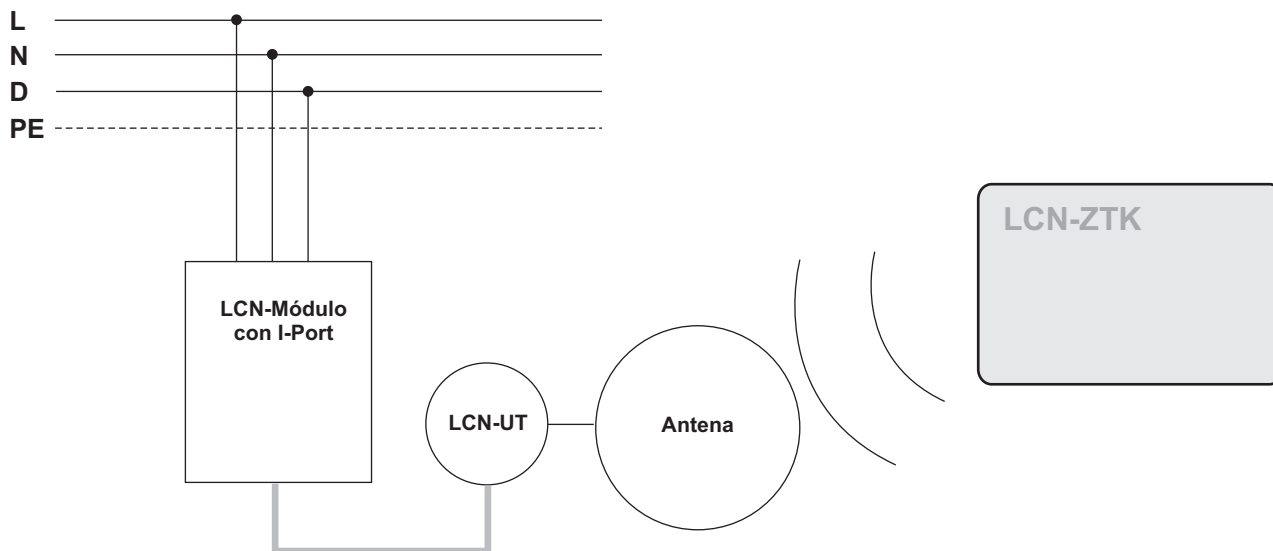 L
N
D
PE
LCN-ZTK
LCN-Módulo
con I-Port
LCN-UT
Antena